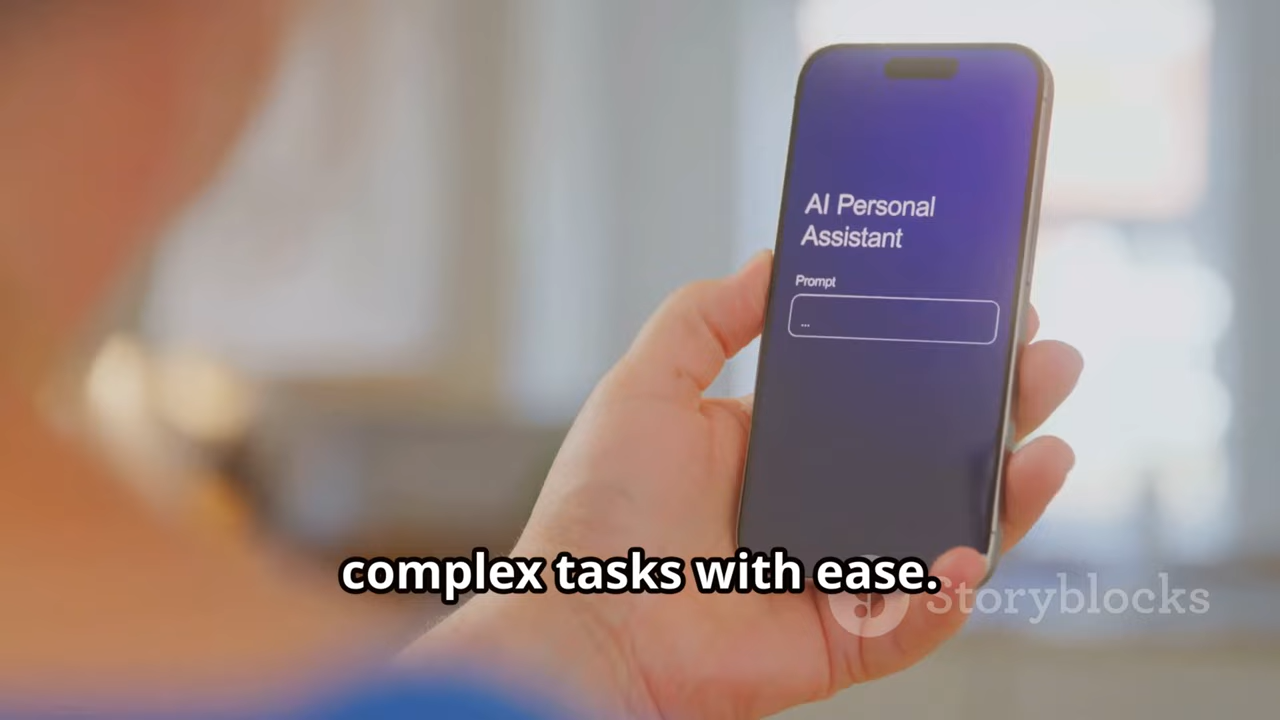 AI Personal
Assistant
Prompt
...
complex tasks with ease.
Storyblocks